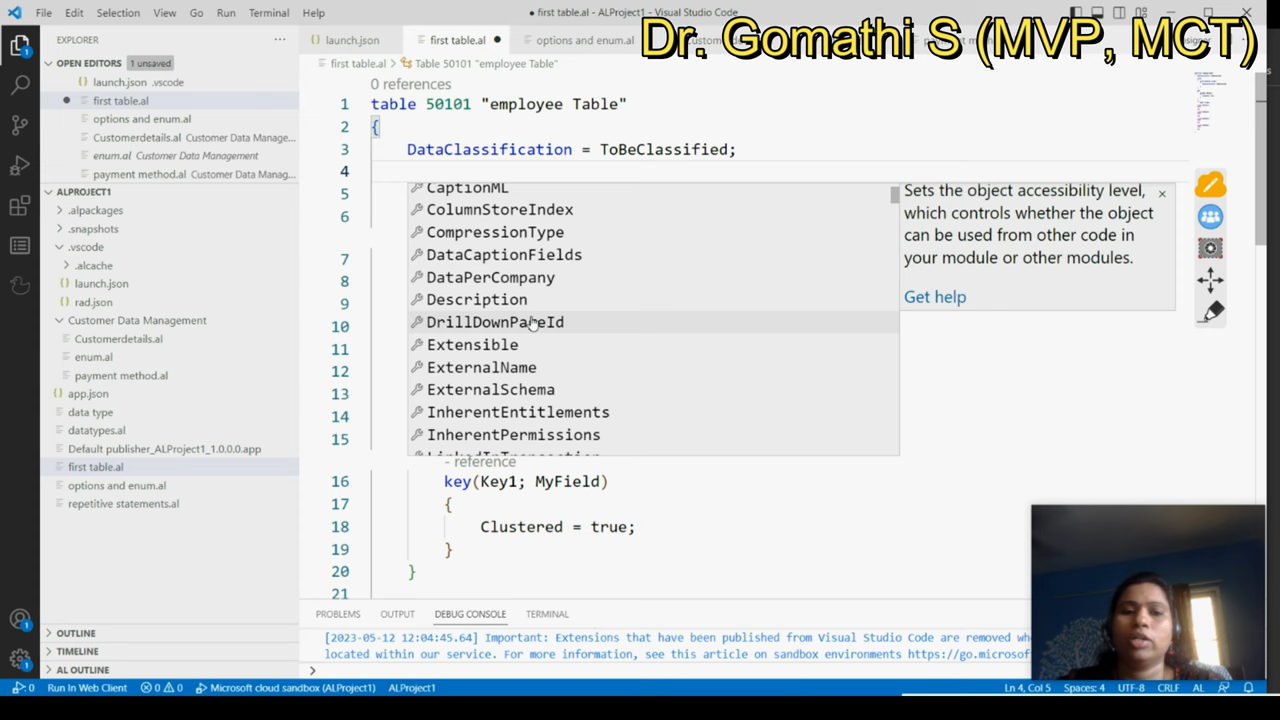 File Edit Selection View Go Run Terminal Help
first table.al - ALProject1 - Visual Studio Code
Dr. Gomathi S (MVP, MCT)
EXPLORER
launch.json
first table.al
options and enum.al
OPEN EDITORS 1 unsaved
launch.json .vscode
first table.al
options and enum.al
Customerdetails.al Customer Data Manage...
enum.al Customer Data Management
payment method.al Customer Data Manag...
ALPROJECT1
.alpackages
.snapshots
.vscode
.alcache
launch.json
rad.json
Customer Data Management
Customerdetails.al
enum.al
payment method.al
app.json
data type
datatypes.al
Default publisher_ALProject1_1.0.0.0.app
first table.al
options and enum.al
repetitive statements.al
OUTLINE
TIMELINE
AL OUTLINE
first table.al > Table 50101 "employee Table"
0 references
1 table 50101 "employee Table"
2 {
3 DataClassification = ToBeClassified;
4
5
6
7
8
9
10
11
12
13
14
15
CaptionML
ColumnStoreIndex
CompressionType
DataCaptionFields
DataPerCompany
Description
DrillDownPageId
Extensible
ExternalName
ExternalSchema
InherentEntitlements
InherentPermissions
LinkedInTransaction
Sets the object accessibility level,
which controls whether the object
can be used from other code in
your module or other modules.
Get help
- reference
16 key(Key1; MyField)
17 {
18 Clustered = true;
19 }
20 }
21
PROBLEMS OUTPUT DEBUG CONSOLE TERMINAL
[2023-05-12 12:04:45.64] Important: Extensions that have been published from Visual Studio Code are removed
located within our service. For more information, see this article on sandbox environments https://go.microsof
0 Run In Web Client 0 0 Microsoft cloud sandbox (ALProject1) ALProject1
Ln 4, Col 5 Spaces: 4 UTF-8 CRLF AL